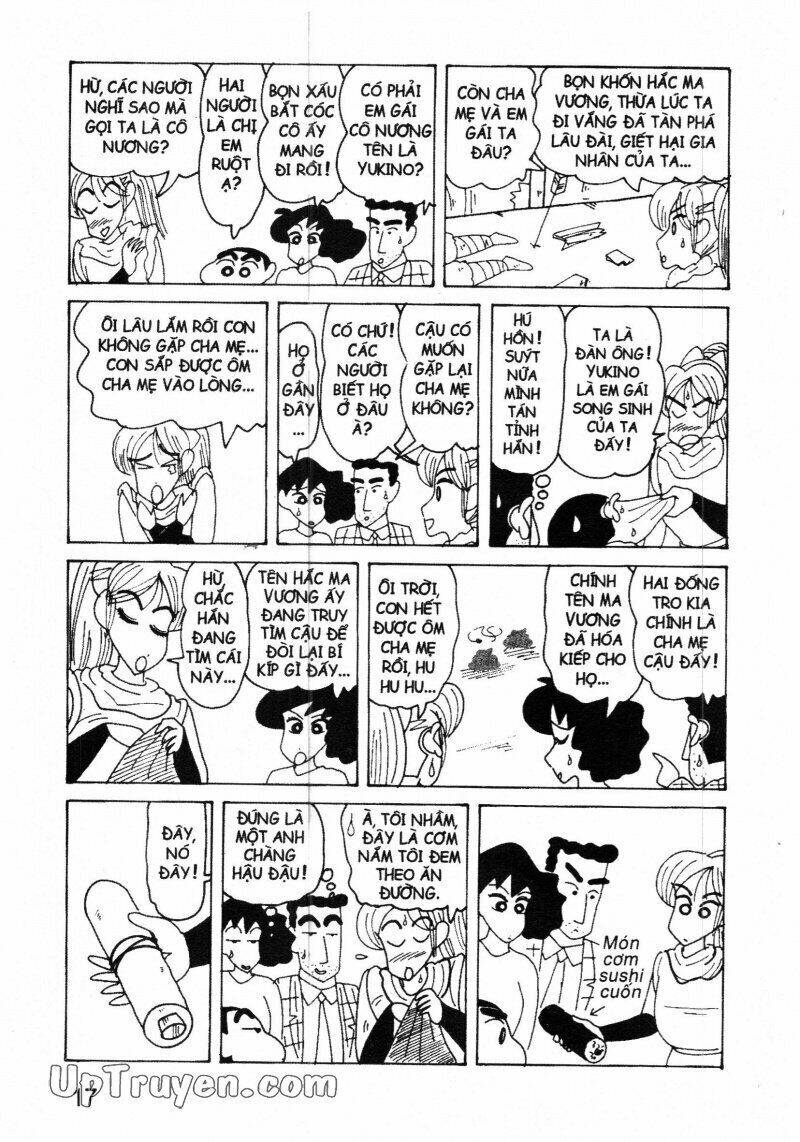 BỌN KHỐN HẮC MA
VƯƠNG, THỪA LÚC TA
ĐI VẮNG ĐÃ TÀN PHÁ
LÂU ĐÀI, GIẾT HẠI GIA
NHÂN CỦA TA...
CÒN CHA
MẸ VÀ EM
GÁI TA
ĐÂU?
CÓ PHẢI
EM GÁI
CÔ NƯƠNG
TÊN LÀ
YUKINO?
BỌN XẤU
BẮT CÓC
CÔ ẤY
MANG
ĐI RỒI!
HAI
NGƯỜI
LÀ CHỊ
EM
RUỘT
Ạ?
HỪ, CÁC NGƯỜI
NGHĨ SAO MÀ
GỌI TA LÀ CÔ
NƯƠNG?
TA LÀ
ĐÀN ÔNG!
YUKINO
LÀ EM GÁI
SONG SINH
CỦA TA
ĐẤY!
HÚ
HỒN!
SUÝT
NỮA
MÌNH
TÁN
TỈNH
HẮN!
CẬU CÓ
MUỐN
GẶP LẠI
CHA MẸ
KHÔNG?
CÓ CHỨ!
CÁC
NGƯỜI
BIẾT HỌ
Ở ĐÂU
À?
HỌ
Ở
GẦN
ĐÂY
...
ÔI LÂU LẮM RỒI CON
KHÔNG GẶP CHA MẸ...
CON SẮP ĐƯỢC ÔM
CHA MẸ VÀO LÒNG...
HAI ĐỐNG
TRO KIA
CHÍNH LÀ
CHA MẸ
CẬU ĐẤY!
CHÍNH
TÊN MA
VƯƠNG
ĐÃ HÓA
KIẾP CHO
HỌ...
ÔI TRỜI,
CON HẾT
ĐƯỢC ÔM
CHA MẸ
RỒI, HU
HU HU...
TÊN HẮC MA
VƯƠNG ẤY
ĐANG TRUY
TÌM CẬU ĐỂ
ĐÒI LẠI BÍ
KÍP GÌ ĐẤY...
HỪ,
CHẮC
HẲN
ĐANG
TÌM CÁI
NÀY...
Món
cơm
sushi
cuốn
À, TÔI NHẦM,
ĐÂY LÀ CƠM
NẮM TÔI ĐEM
THEO ĂN
ĐƯỜNG.
ĐÚNG LÀ
MỘT ANH
CHÀNG
HẬU ĐẬU!
ĐÂY,
NÓ
ĐÂY!
UpTruyen.com
17